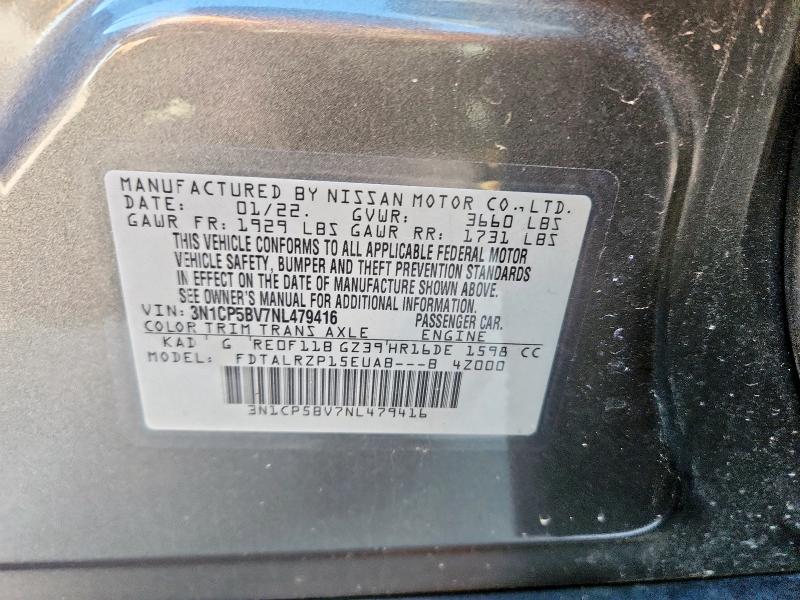 MANUFACTURED BY NISSAN MOTOR CO.,LTD.
DATE: 01/22. GVWR: 3660 LBS
GAWR FR: 1929 LBS GAWR RR: 1731 LBS
THIS VEHICLE CONFORMS TO ALL APPLICABLE FEDERAL MOTOR
VEHICLE SAFETY, BUMPER AND THEFT PREVENTION STANDARDS
IN EFFECT ON THE DATE OF MANUFACTURE SHOWN ABOVE.
SEE OWNER'S MANUAL FOR ADDITIONAL INFORMATION.
VIN: 3N1CP5BV7NL479416 PASSENGER CAR.
COLOR TRIM TRANS AXLE ENGINE
KAD G RE0F11B GZ39 HR16DE 1598 CC
MODEL: FDTALRZP15EUAB---B 4Z000
3N1CP5BV7NL479416